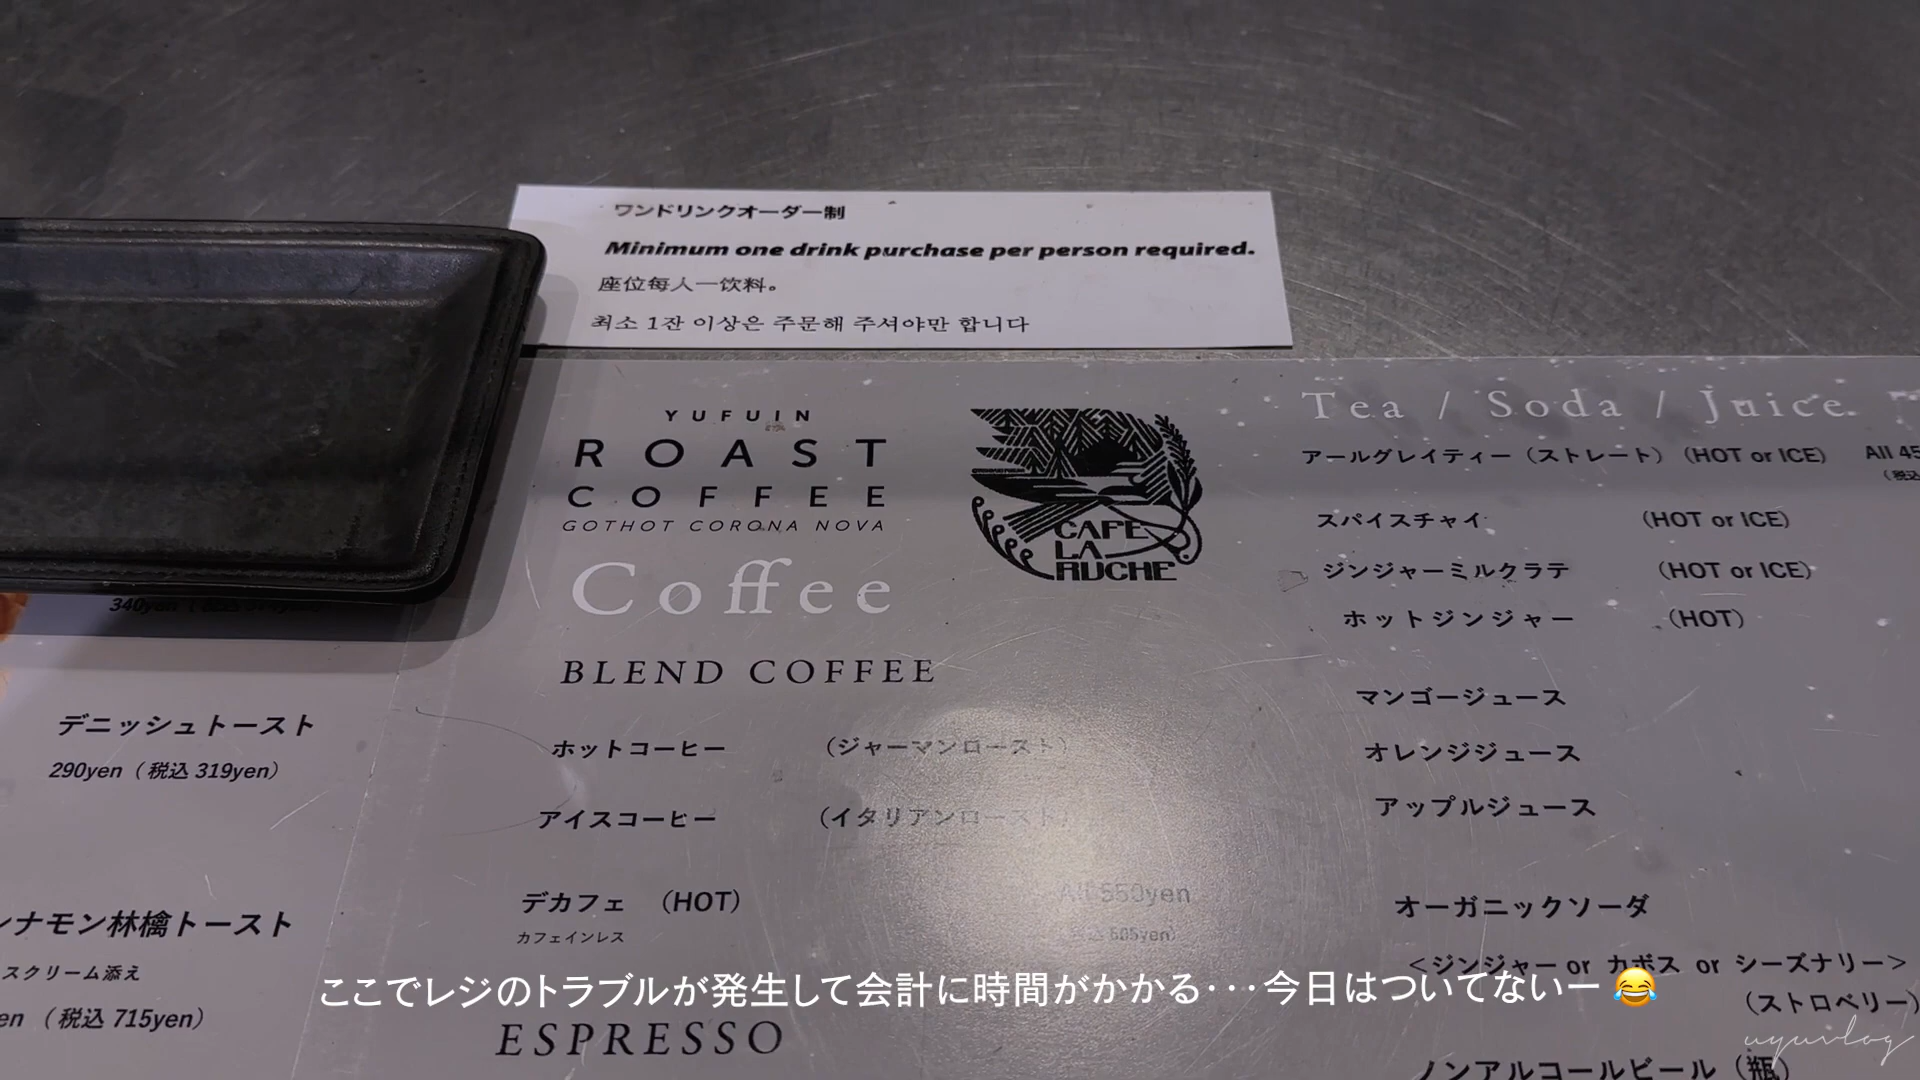 ワンドリンクオーダー制
Minimum one drink purchase per person required.
座位每人一饮料。
최소 1잔 이상은 주문해 주셔야만 합니다
YUFUIN
ROAST
COFFEE
GOTHOT CORONA NOVA
CAFE
LA
RUCHE
Coffee
BLEND COFFEE
ホットコーヒー (ジャーマンロースト)
アイスコーヒー (イタリアンロースト)
デカフェ (HOT)
カフェインレス
All 550yen
605yen)
ESPRESSO
340yen
デニッシュトースト
290yen (税込 319yen)
ナモン林檎トースト
スクリーム添え
en (税込 715yen)
Tea / Soda / Juice
アールグレイティー (ストレート) (HOT or ICE) All 45
(税込
スパイスチャイ (HOT or ICE)
ジンジャーミルクラテ (HOT or ICE)
ホットジンジャー (HOT)
マンゴージュース
オレンジジュース
アップルジュース
オーガニックソーダ
<ジンジャー or カボス or シーズナリー>
(ストロベリー)
ノンアルコールビール (瓶)
ここでレジのトラブルが発生して会計に時間がかかる･･･今日はついてないー 😂
uyuvlog